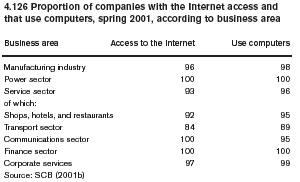 4.126 Proportion of companies with the Internet access and
that use computers, spring 2001, according to business area
Business area Access to the Internet Use computers
Manufacturing industry 96 98
Power sector 100 100
Service sector 93 96
of which:
Shops, hotels, and restaurants 92 95
Transport sector 84 89
Communications sector 100 95
Finance sector 100 100
Corporate services 97 99
Source: SCB (2001b)